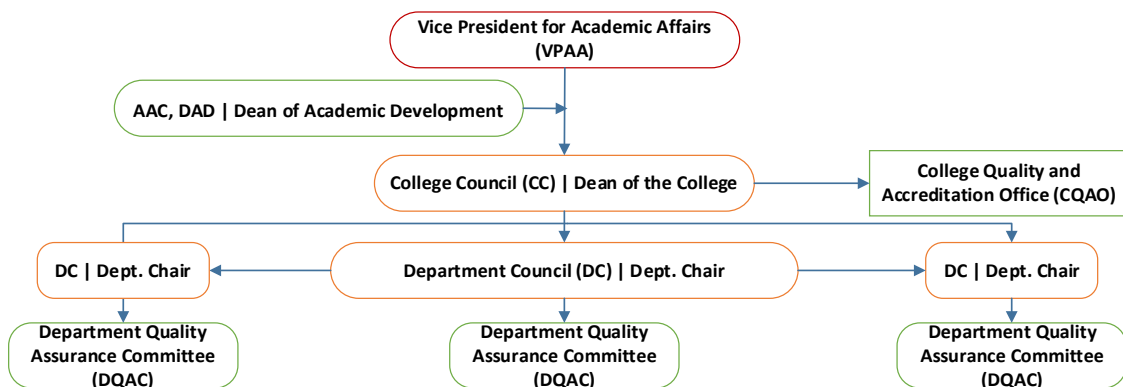 Vice President for Academic Affairs
(VPAA)
AAC, DAD | Dean of Academic Development
College Council (CC) | Dean of the College
College Quality and
Accreditation Office (CQAO)
DC | Dept. Chair
Department Council (DC) | Dept. Chair
DC | Dept. Chair
Department Quality
Assurance Committee
(DQAC)
Department Quality
Assurance Committee
(DQAC)
Department Quality
Assurance Committee
(DQAC)